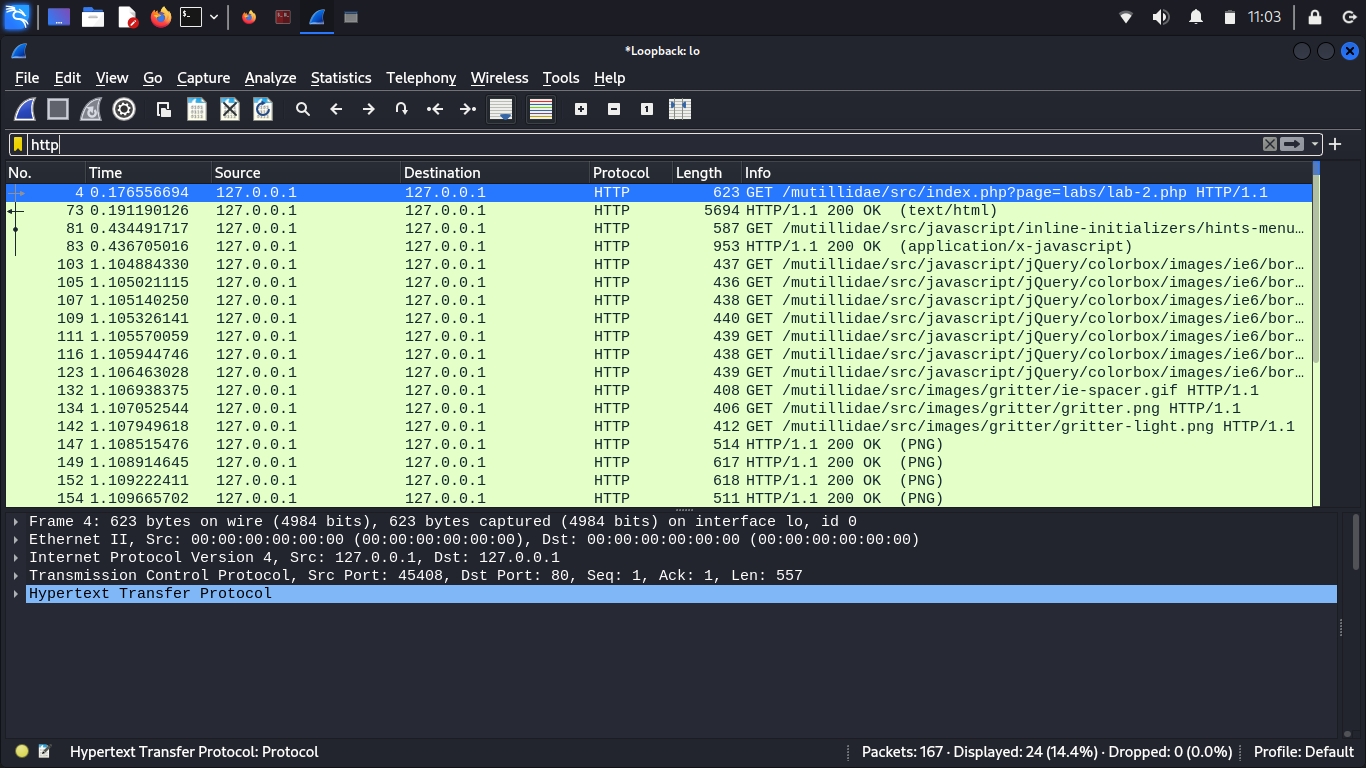 11:03
*Loopback: lo
File Edit View Go Capture Analyze Statistics Telephony Wireless Tools Help
http
No. Time Source Destination Protocol Length Info
4 0.176556694 127.0.0.1 127.0.0.1 HTTP 623 GET /mutillidae/src/index.php?page=labs/lab-2.php HTTP/1.1
73 0.191190126 127.0.0.1 127.0.0.1 HTTP 5694 HTTP/1.1 200 OK (text/html)
81 0.434491717 127.0.0.1 127.0.0.1 HTTP 587 GET /mutillidae/src/javascript/inline-initializers/hints-menu…
83 0.436705016 127.0.0.1 127.0.0.1 HTTP 953 HTTP/1.1 200 OK (application/x-javascript)
103 1.104884330 127.0.0.1 127.0.0.1 HTTP 437 GET /mutillidae/src/javascript/jQuery/colorbox/images/ie6/bor…
105 1.105021115 127.0.0.1 127.0.0.1 HTTP 436 GET /mutillidae/src/javascript/jQuery/colorbox/images/ie6/bor…
107 1.105140250 127.0.0.1 127.0.0.1 HTTP 438 GET /mutillidae/src/javascript/jQuery/colorbox/images/ie6/bor…
109 1.105326141 127.0.0.1 127.0.0.1 HTTP 440 GET /mutillidae/src/javascript/jQuery/colorbox/images/ie6/bor…
111 1.105570059 127.0.0.1 127.0.0.1 HTTP 439 GET /mutillidae/src/javascript/jQuery/colorbox/images/ie6/bor…
116 1.105944746 127.0.0.1 127.0.0.1 HTTP 438 GET /mutillidae/src/javascript/jQuery/colorbox/images/ie6/bor…
123 1.106463028 127.0.0.1 127.0.0.1 HTTP 439 GET /mutillidae/src/javascript/jQuery/colorbox/images/ie6/bor…
132 1.106938375 127.0.0.1 127.0.0.1 HTTP 408 GET /mutillidae/src/images/gritter/ie-spacer.gif HTTP/1.1
134 1.107052544 127.0.0.1 127.0.0.1 HTTP 406 GET /mutillidae/src/images/gritter/gritter.png HTTP/1.1
142 1.107949618 127.0.0.1 127.0.0.1 HTTP 412 GET /mutillidae/src/images/gritter/gritter-light.png HTTP/1.1
147 1.108515476 127.0.0.1 127.0.0.1 HTTP 514 HTTP/1.1 200 OK (PNG)
149 1.108914645 127.0.0.1 127.0.0.1 HTTP 617 HTTP/1.1 200 OK (PNG)
152 1.109222411 127.0.0.1 127.0.0.1 HTTP 618 HTTP/1.1 200 OK (PNG)
154 1.109665702 127.0.0.1 127.0.0.1 HTTP 511 HTTP/1.1 200 OK (PNG)
Frame 4: 623 bytes on wire (4984 bits), 623 bytes captured (4984 bits) on interface lo, id 0
Ethernet II, Src: 00:00:00:00:00:00 (00:00:00:00:00:00), Dst: 00:00:00:00:00:00 (00:00:00:00:00:00)
Internet Protocol Version 4, Src: 127.0.0.1, Dst: 127.0.0.1
Transmission Control Protocol, Src Port: 45408, Dst Port: 80, Seq: 1, Ack: 1, Len: 557
Hypertext Transfer Protocol
Hypertext Transfer Protocol: Protocol Packets: 167 · Displayed: 24 (14.4%) · Dropped: 0 (0.0%) Profile: Default